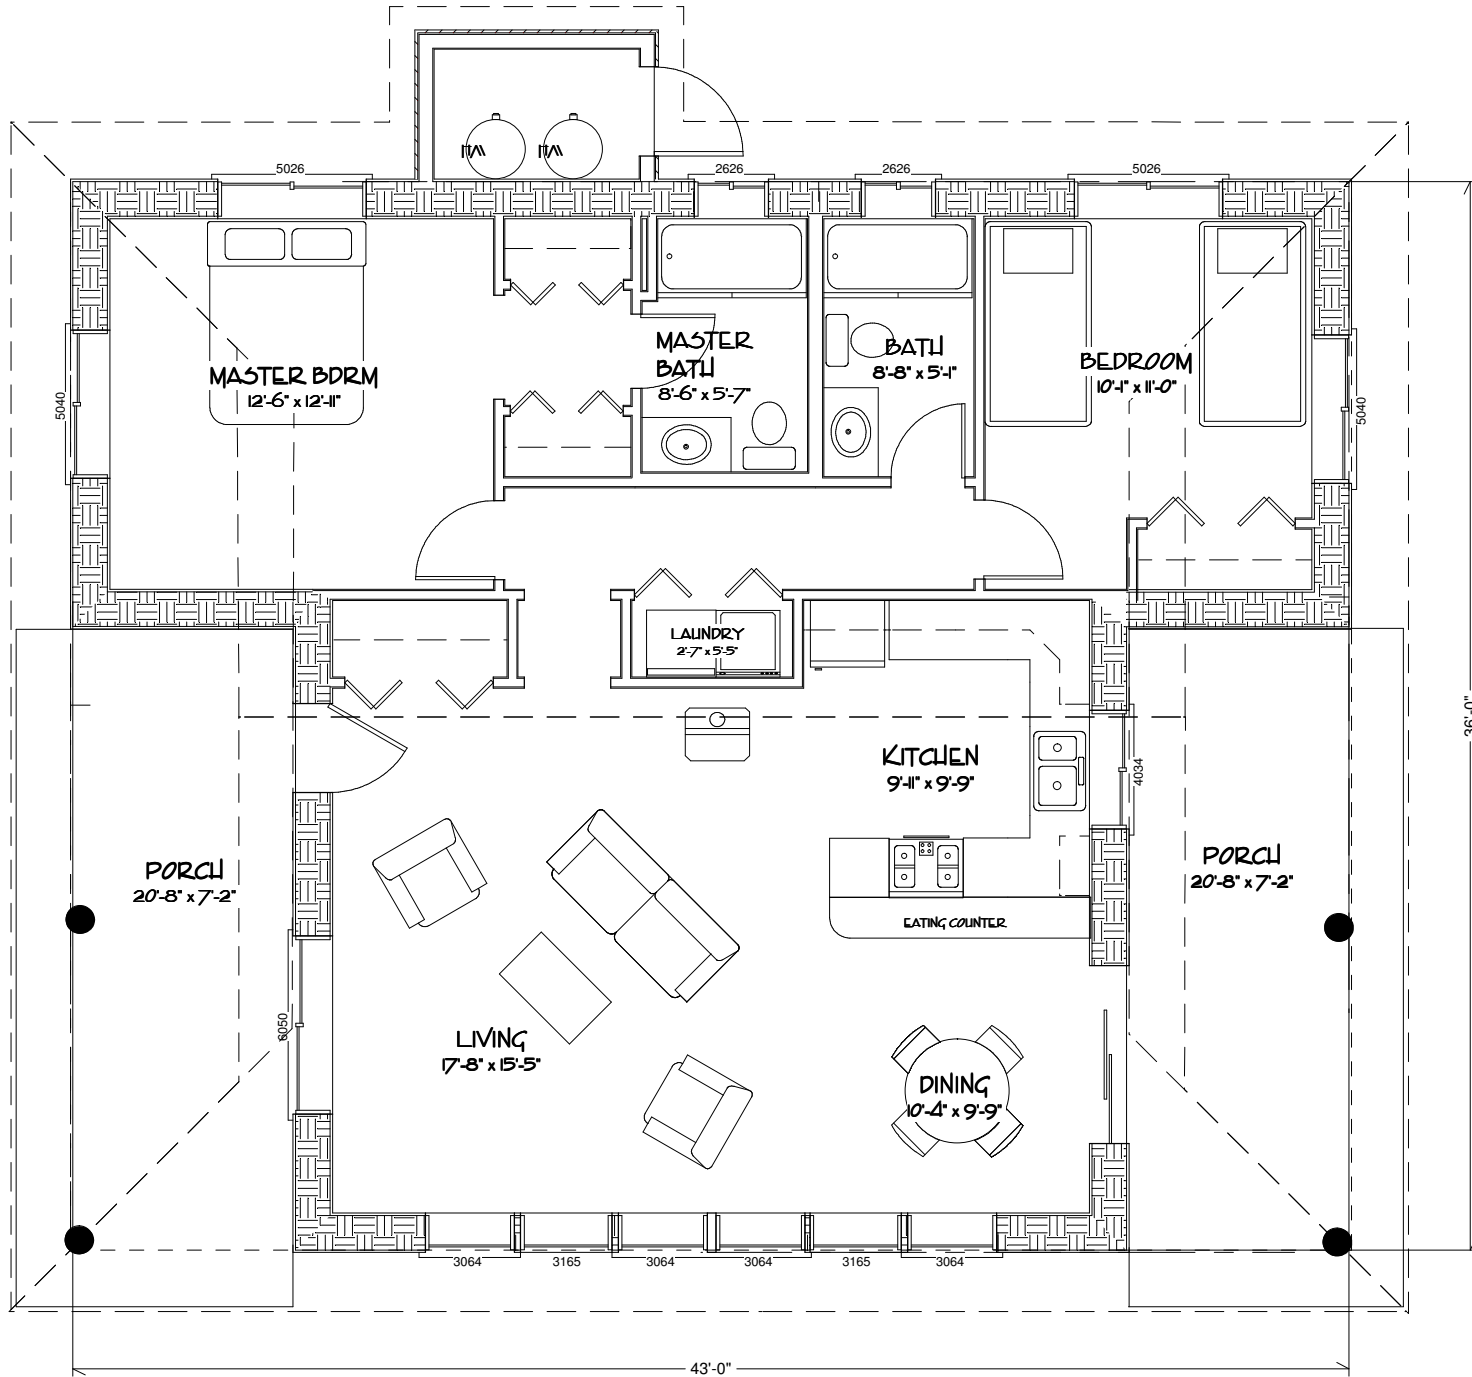 5026
2626
2626
5026
MASTER BDRM
12'-6" x 12'-11"
MASTER
BATH
8'-6" x 5'-7"
BATH
8'-8" x 5'-1"
BEDROOM
10'-1" x 11'-0"
5040
5040
LAUNDRY
2'-7" x 5'-5"
36'-0"
KITCHEN
9'-11" x 9'-9"
4034
PORCH
20'-8" x 7'-2"
PORCH
20'-8" x 7'-2"
EATING COUNTER
6050
LIVING
17'-8" x 15'-5"
DINING
10'-4" x 9'-9"
3064
3165
3064
3064
3165
3064
43'-0"